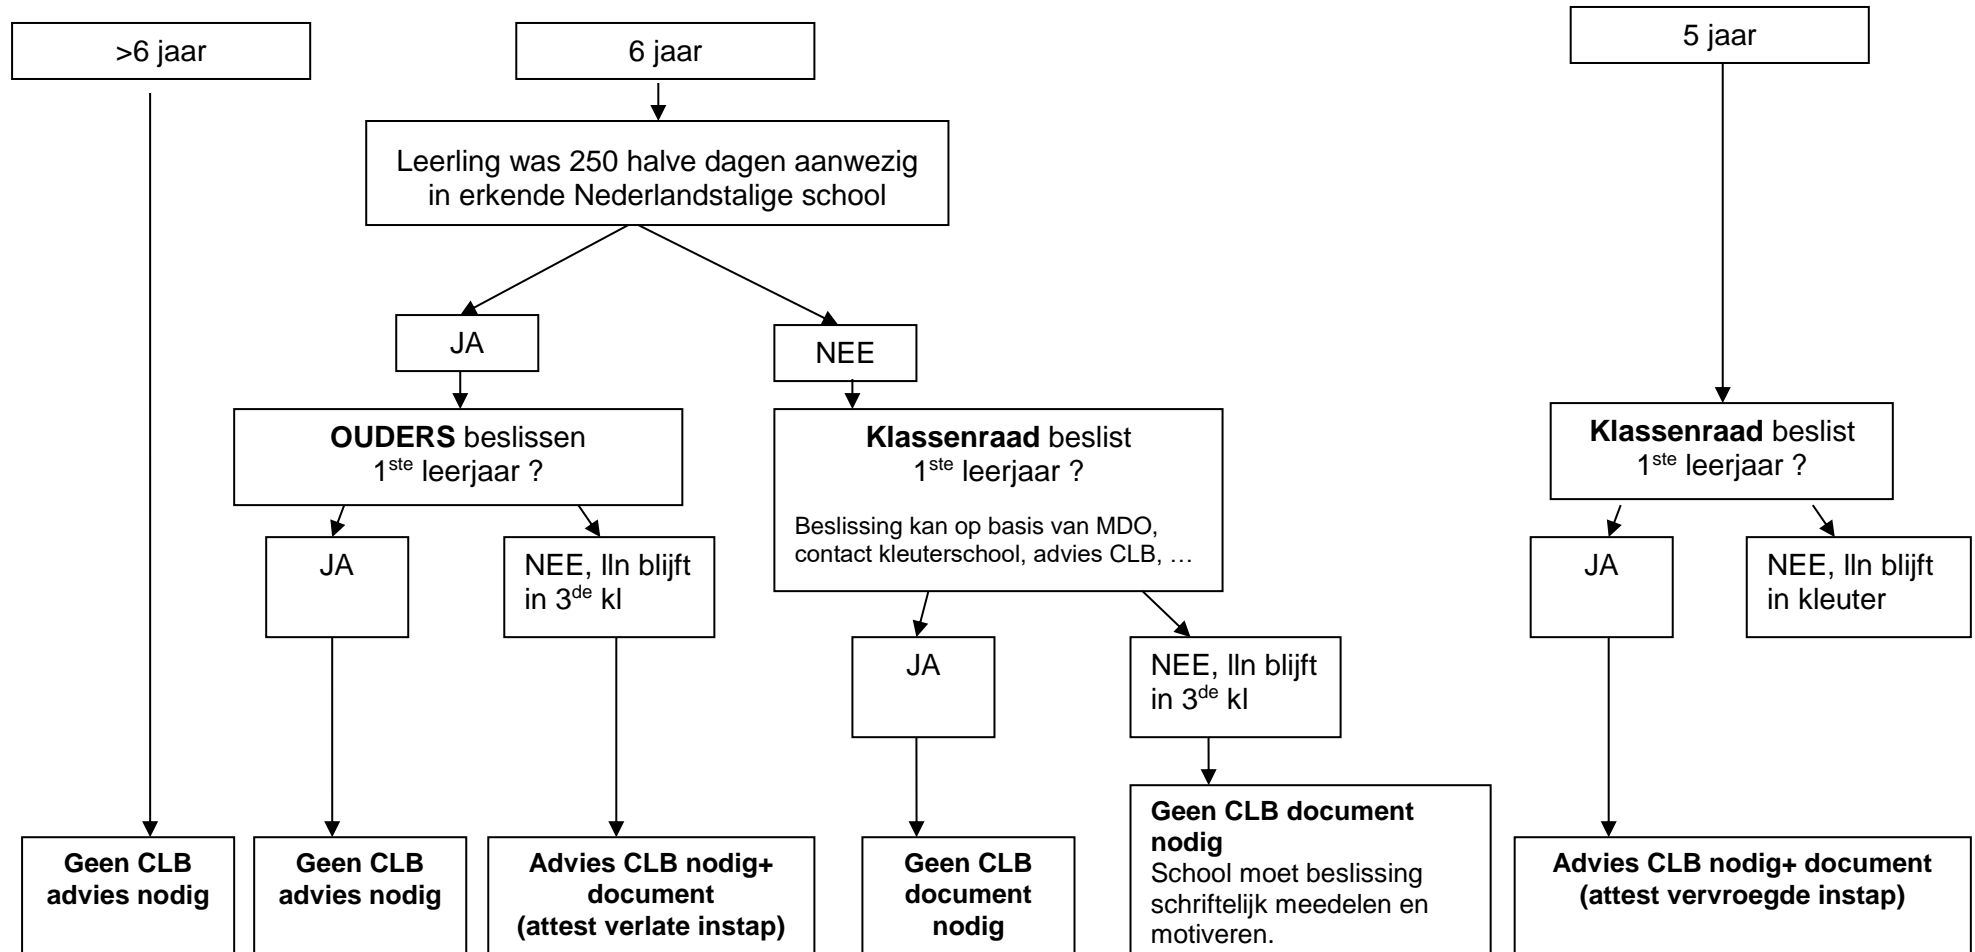 >6 jaar
6 jaar
5 jaar
Leerling was 250 halve dagen aanwezig
in erkende Nederlandstalige school
JA
NEE
OUDERS beslissen
1ste leerjaar ?
Klassenraad beslist
1ste leerjaar ?
Beslissing kan op basis van MDO,
contact kleuterschool, advies CLB, …
Klassenraad beslist
1ste leerjaar ?
JA
NEE, lln blijft
in 3de kl
JA
NEE, lln blijft
in kleuter
JA
NEE, lln blijft
in 3de kl
Geen CLB
advies nodig
Geen CLB
advies nodig
Advies CLB nodig+
document
(attest verlate instap)
Geen CLB
document
nodig
Geen CLB document
nodig
School moet beslissing
schriftelijk meedelen en
motiveren.
Advies CLB nodig+ document
(attest vervroegde instap)